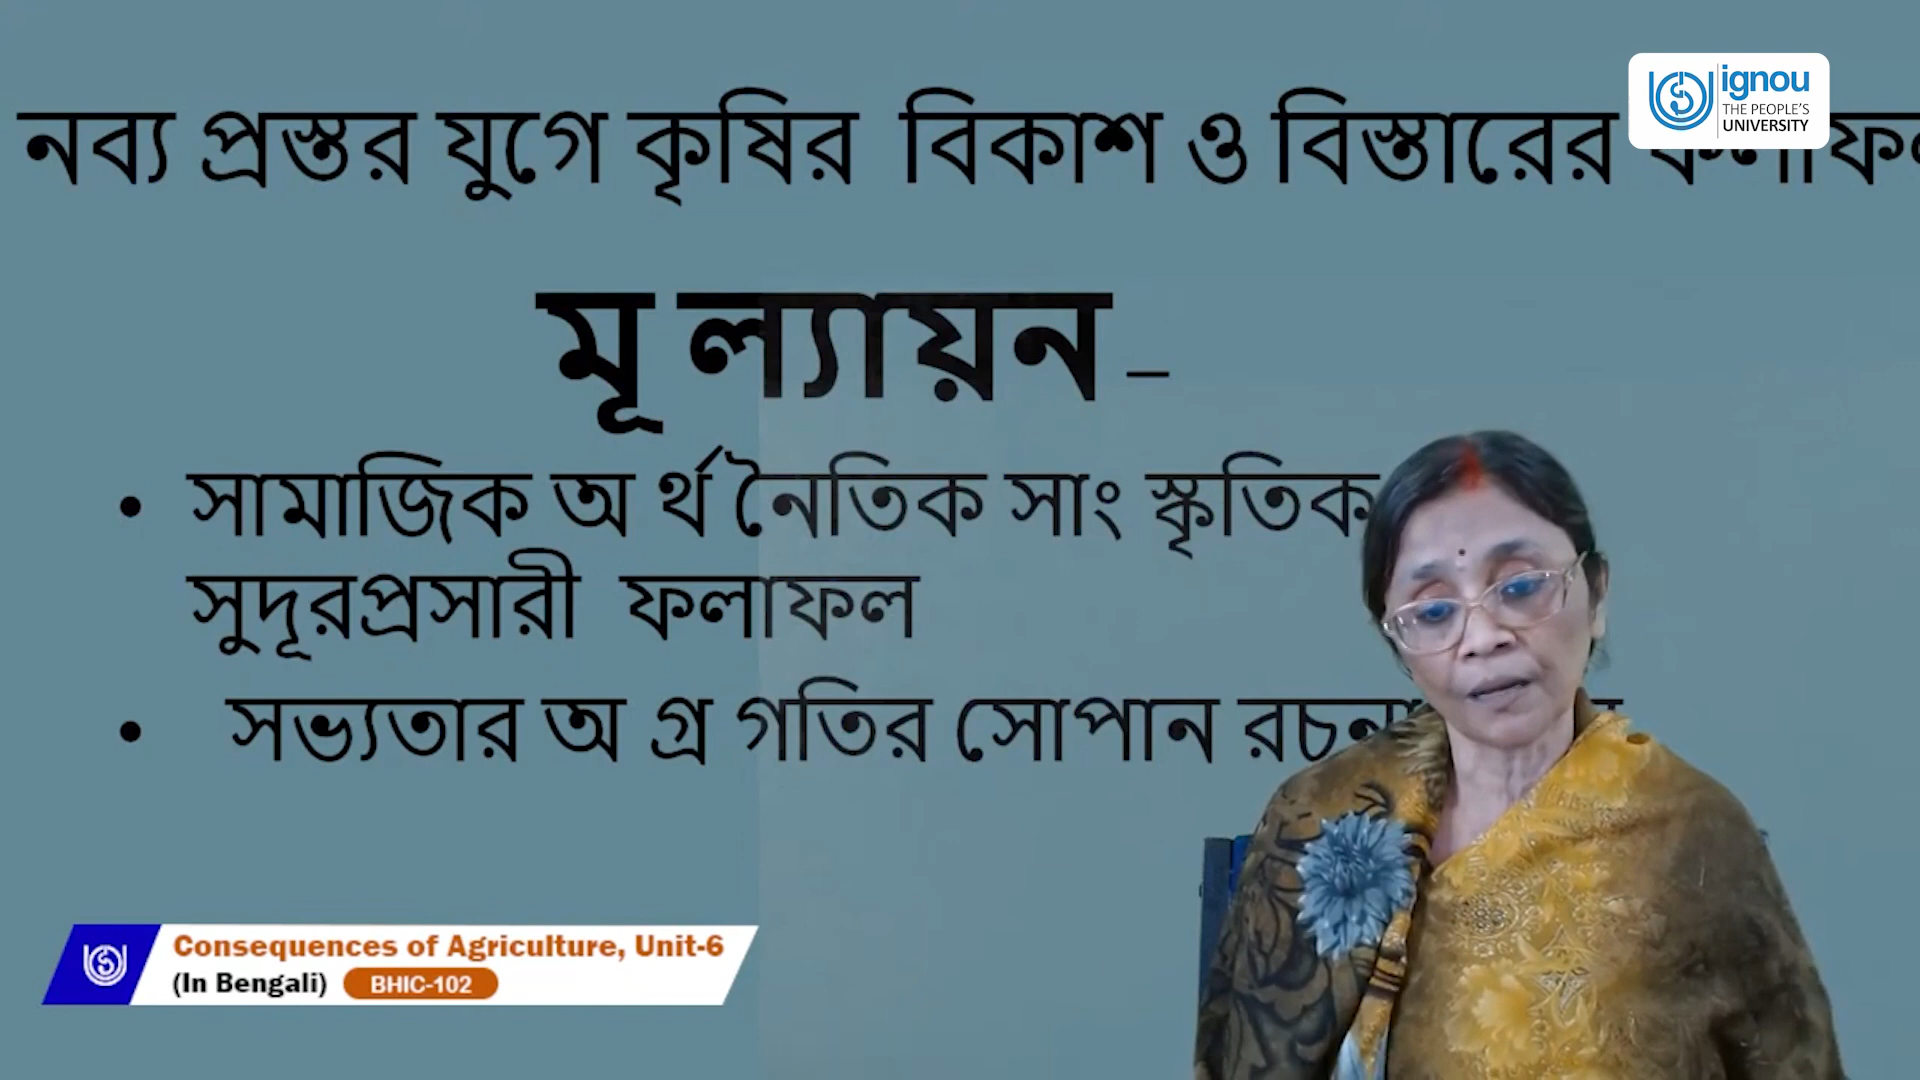 ignou
THE PEOPLE'S
UNIVERSITY
নব্য প্রস্তর যুগে কৃষির বিকাশ ও বিস্তারের
মূল্যায়ন –
• সামাজিক অর্থনৈতিক সাংস্কৃতিক
সুদূরপ্রসারী ফলাফল
• সভ্যতার অগ্রগতির সোপান
Consequences of Agriculture, Unit-6
(In Bengali) BHIC-102